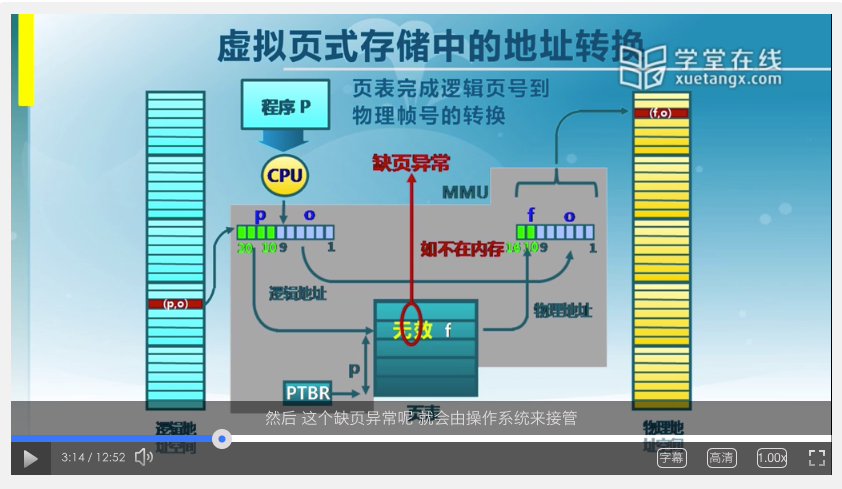 虚拟页式存储中的地址转换
学堂在线
xuetangx.com
程序 P
页表完成逻辑页号到
物理帧号的转换
(f,o)
缺页异常
CPU
MMU
p
o
f
o
20
10
9
1
如不在内存
16
10
9
1
逻辑地址
物理地址
(p,o)
无效 f
p
PTBR
页表
然后 这个缺页异常呢 就会由操作系统来接管
逻辑地
址空间
物理地
址空间
3:14 / 12:52
字幕
高清
1.00x